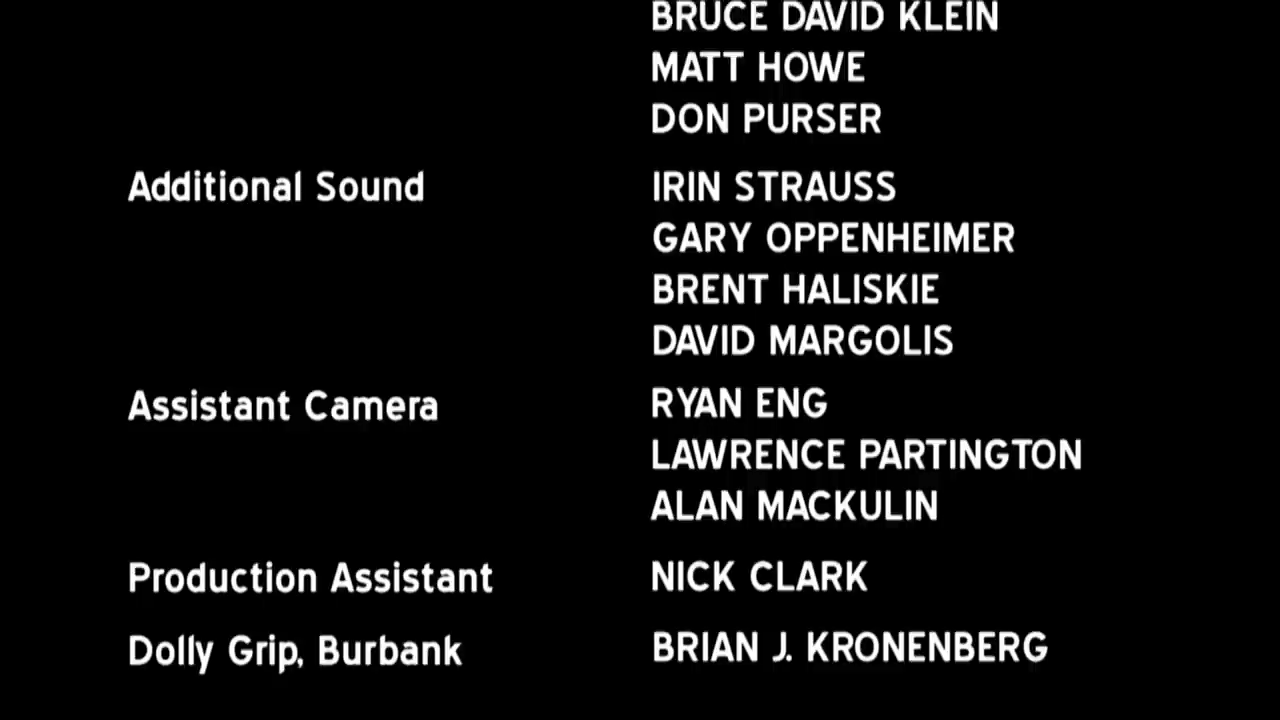 BRUCE DAVID KLEIN
MATT HOWE
DON PURSER
Additional Sound IRIN STRAUSS
GARY OPPENHEIMER
BRENT HALISKIE
DAVID MARGOLIS
Assistant Camera RYAN ENG
LAWRENCE PARTINGTON
ALAN MACKULIN
Production Assistant NICK CLARK
Dolly Grip, Burbank BRIAN J. KRONENBERG